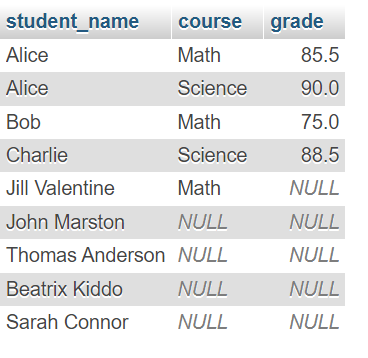 student_name course grade
Alice Math 85.5
Alice Science 90.0
Bob Math 75.0
Charlie Science 88.5
Jill Valentine Math NULL
John Marston NULL NULL
Thomas Anderson NULL NULL
Beatrix Kiddo NULL NULL
Sarah Connor NULL NULL